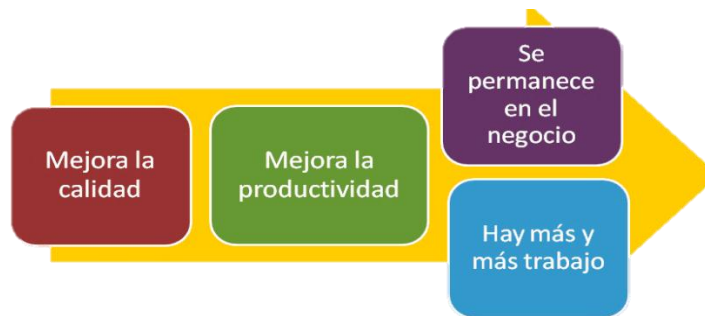 Mejora la
calidad
Mejora la
productividad
Se
permanece
en el
negocio
Hay más y
más trabajo